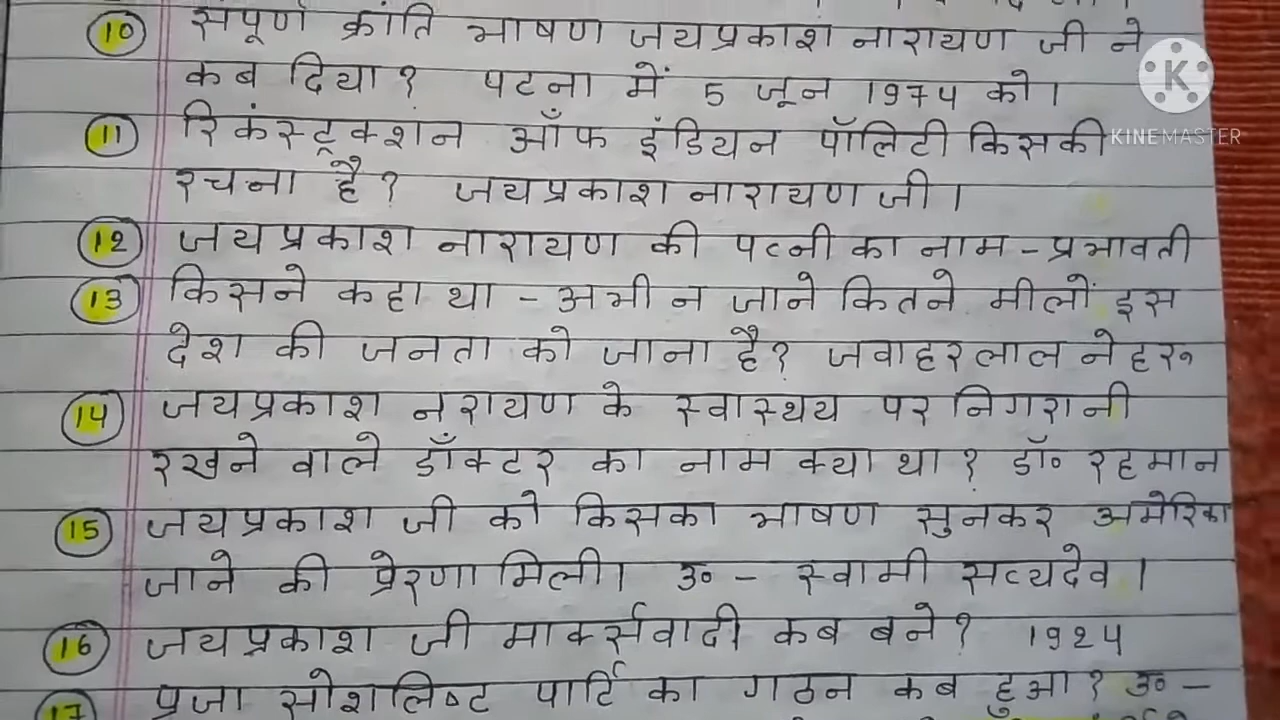 10 संपूर्ण क्रांति भाषण जयप्रकाश नारायण जी ने
कब दिया? पटना में 5 जून 1974 को।
11 रिकंस्ट्रक्शन ऑफ इंडियन पॉलिटी किसकी
रचना है? जयप्रकाश नारायण जी।
12 जयप्रकाश नारायण की पत्नी का नाम - प्रभावती
13 किसने कहा था - अभी न जाने कितने मीलों इस
देश की जनता को जाना है? जवाहरलाल नेहरु
14 जयप्रकाश नरायण के स्वास्थय पर निगरानी
रखने वाले डॉक्टर का नाम क्या था? डॉ॰ रहमान
15 जयप्रकाश जी को किसका भाषण सुनकर अमेरिका
जाने की प्रेरणा मिली। उ॰ - स्वामी सत्यदेव।
16 जयप्रकाश जी मार्क्सवादी कब बने? 1924
17 प्रजा सोशलिष्ट पार्टि का गठन कब हुआ? उ॰ -
K
KINEMASTER